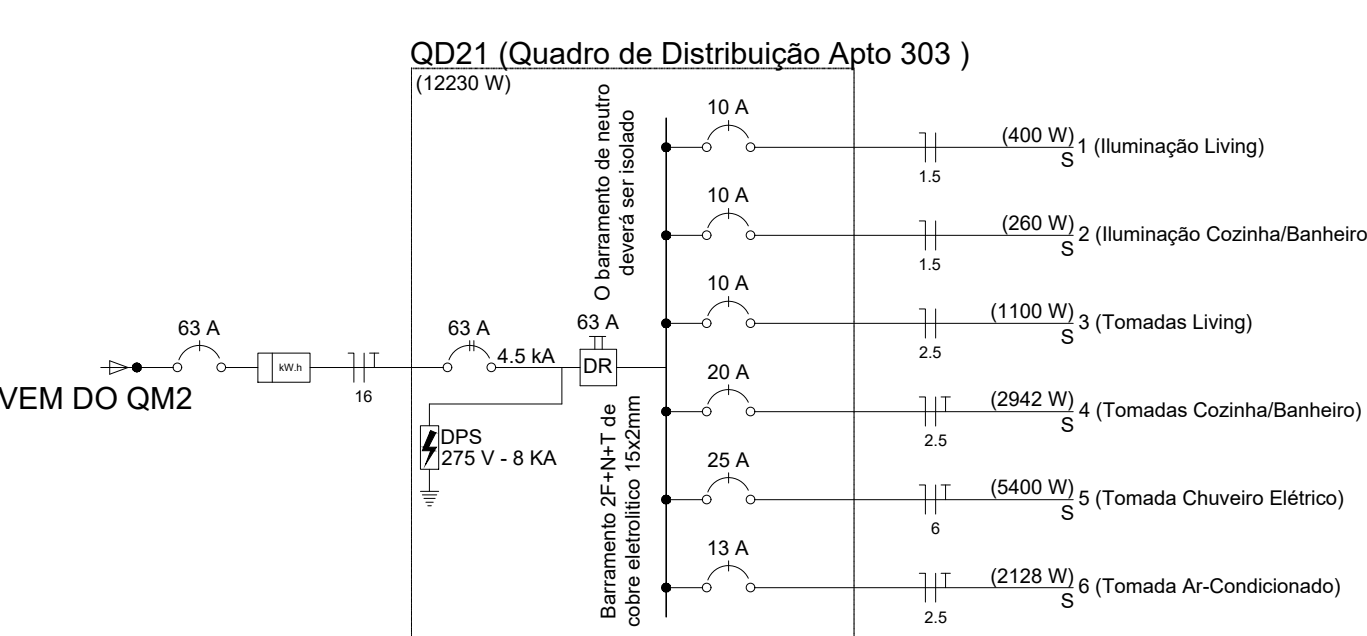 QD21 (Quadro de Distribuição Apto 303 )
(12230 W)
O barramento de neutro
deverá ser isolado
10 A
1.5
(400 W)
S
1 (Iluminação Living)
10 A
1.5
(260 W)
S
2 (Iluminação Cozinha/Banheiro
10 A
2.5
(1100 W)
S
3 (Tomadas Living)
63 A
kW.h
16
63 A
4.5 kA
63 A
DR
VEM DO QM2
DPS
275 V - 8 KA
Barramento 2F+N+T de
cobre eletrolitico 15x2mm
20 A
2.5
(2942 W)
S
4 (Tomadas Cozinha/Banheiro)
25 A
6
(5400 W)
S
5 (Tomada Chuveiro Elétrico)
13 A
2.5
(2128 W)
S
6 (Tomada Ar-Condicionado)